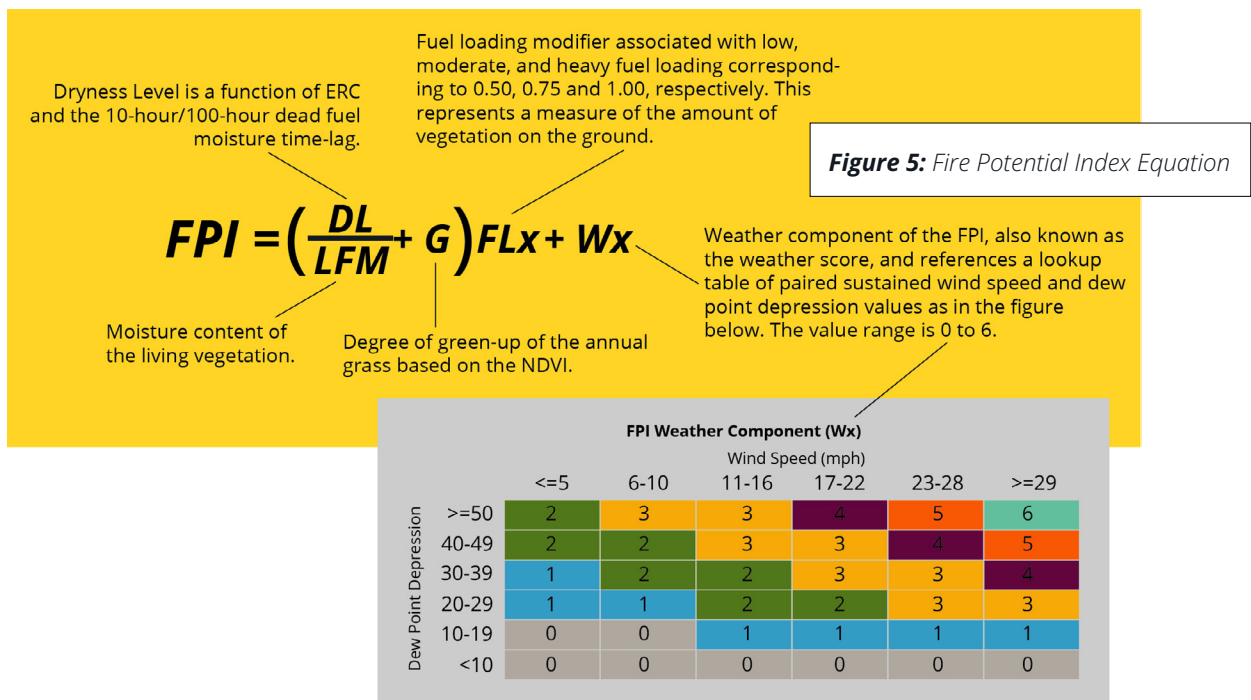 Fuel loading modifier associated with low,
moderate, and heavy fuel loading correspond-
ing to 0.50, 0.75 and 1.00, respectively. This
represents a measure of the amount of
vegetation on the ground.
Dryness Level is a function of ERC
and the 10-hour/100-hour dead fuel
moisture time-lag.
Figure 5: Fire Potential Index Equation
FPI = (DL/LFM + G) FLx + Wx
Weather component of the FPI, also known as
the weather score, and references a lookup
table of paired sustained wind speed and dew
point depression values as in the figure
below. The value range is 0 to 6.
Moisture content of
the living vegetation.
Degree of green-up of the annual
grass based on the NDVI.
FPI Weather Component (Wx)
Wind Speed (mph)
<=5 6-10 11-16 17-22 23-28 >=29
Dew Point Depression
>=50 2 3 3 4 5 6
40-49 2 2 3 3 4 5
30-39 1 2 2 3 3 4
20-29 1 1 2 2 3 3
10-19 0 0 1 1 1 1
<10 0 0 0 0 0 0